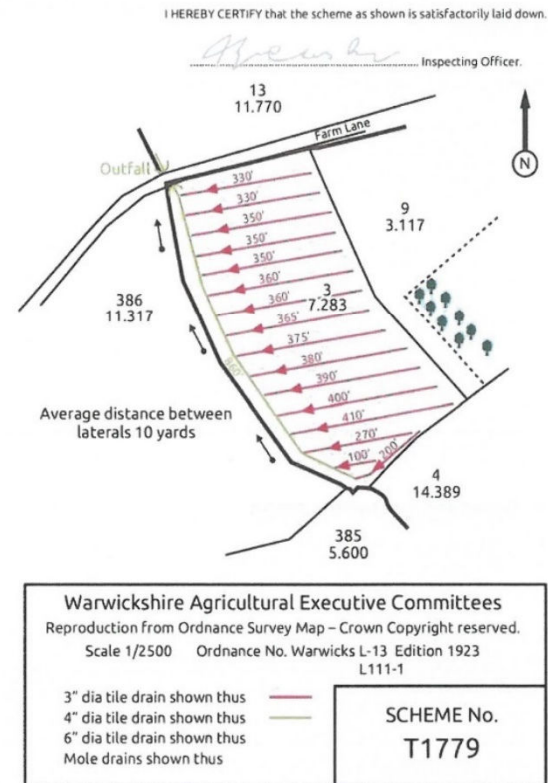 I HEREBY CERTIFY that the scheme as shown is satisfactorily laid down.
Inspecting Officer.
13
11.770
Farm Lane
Outfall
N
330'
330'
350'
350'
350'
360'
360'
365'
375'
380'
390'
400'
410'
270'
100'
200'
860'
9
3.117
3
7.283
386
11.317
Average distance between
laterals 10 yards
4
14.389
385
5.600
Warwickshire Agricultural Executive Committees
Reproduction from Ordnance Survey Map – Crown Copyright reserved.
Scale 1/2500 Ordnance No. Warwicks L-13 Edition 1923
L111-1
3" dia tile drain shown thus
4" dia tile drain shown thus
6" dia tile drain shown thus
Mole drains shown thus
SCHEME No.
T1779